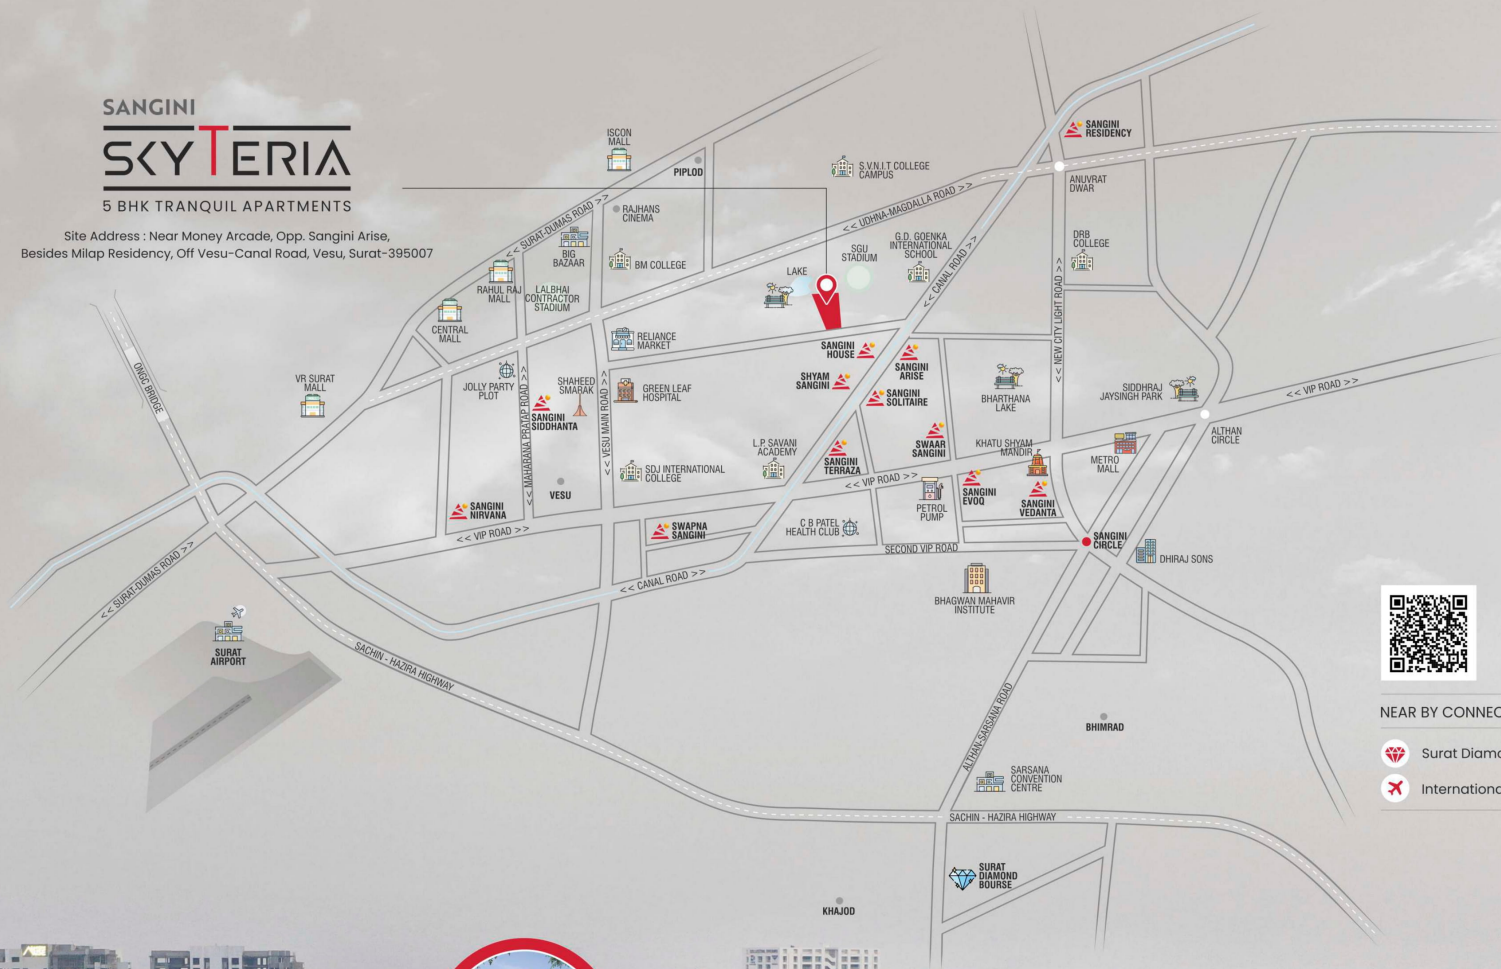 SANGINI
SKYTERIA
5 BHK TRANQUIL APARTMENTS
Site Address : Near Money Arcade, Opp. Sangini Arise,
Besides Milap Residency, Off Vesu-Canal Road, Vesu, Surat-395007
ISCON
MALL
PIPLOD
S.V.N.I.T COLLEGE
CAMPUS
SANGINI
RESIDENCY
ANUVRAT
DWAR
<< SURAT-DUMAS ROAD >>
RAJHANS
CINEMA
<< UDHNA-MAGDALLA ROAD >>
BIG
BAZAAR
BM COLLEGE
SGU
STADIUM
G.D. GOENKA
INTERNATIONAL
SCHOOL
<< CANAL ROAD >>
DRB
COLLEGE
RAHUL RAJ
MALL
LALBHAI
CONTRACTOR
STADIUM
LAKE
CENTRAL
MALL
RELIANCE
MARKET
SANGINI
HOUSE
SANGINI
ARISE
<< NEW CITY LIGHT ROAD >>
ONGC BRIDGE
VR SURAT
MALL
JOLLY PARTY
PLOT
<< MAHARANA PRATAP ROAD >>
SHAHEED
SMARAK
SANGINI
SIDDHANTA
<< VESU MAIN ROAD >>
GREEN LEAF
HOSPITAL
SHYAM
SANGINI
SANGINI
SOLITAIRE
BHARTHANA
LAKE
SIDDHRAJ
JAYSINGH PARK
<< VIP ROAD >>
ALTHAN
CIRCLE
L.P. SAVANI
ACADEMY
SANGINI
TERRAZA
SWAAR
SANGINI
KHATU SHYAM
MANDIR
METRO
MALL
SDJ INTERNATIONAL
COLLEGE
VESU
<< VIP ROAD >>
SANGINI
EVOQ
SANGINI
VEDANTA
PETROL
PUMP
SANGINI
NIRVANA
<< VIP ROAD >>
SWAPNA
SANGINI
C B PATEL
HEALTH CLUB
SECOND VIP ROAD
SANGINI
CIRCLE
DHIRAJ SONS
<< CANAL ROAD >>
<< SURAT-DUMAS ROAD >>
BHAGWAN MAHAVIR
INSTITUTE
SURAT
AIRPORT
SACHIN - HAZIRA HIGHWAY
ALTHAN-SARSANA ROAD
BHIMRAD
SARSANA
CONVENTION
CENTRE
SACHIN - HAZIRA HIGHWAY
SURAT
DIAMOND
BOURSE
KHAJOD
NEAR BY CONNEC
Surat Diamo
Internationa